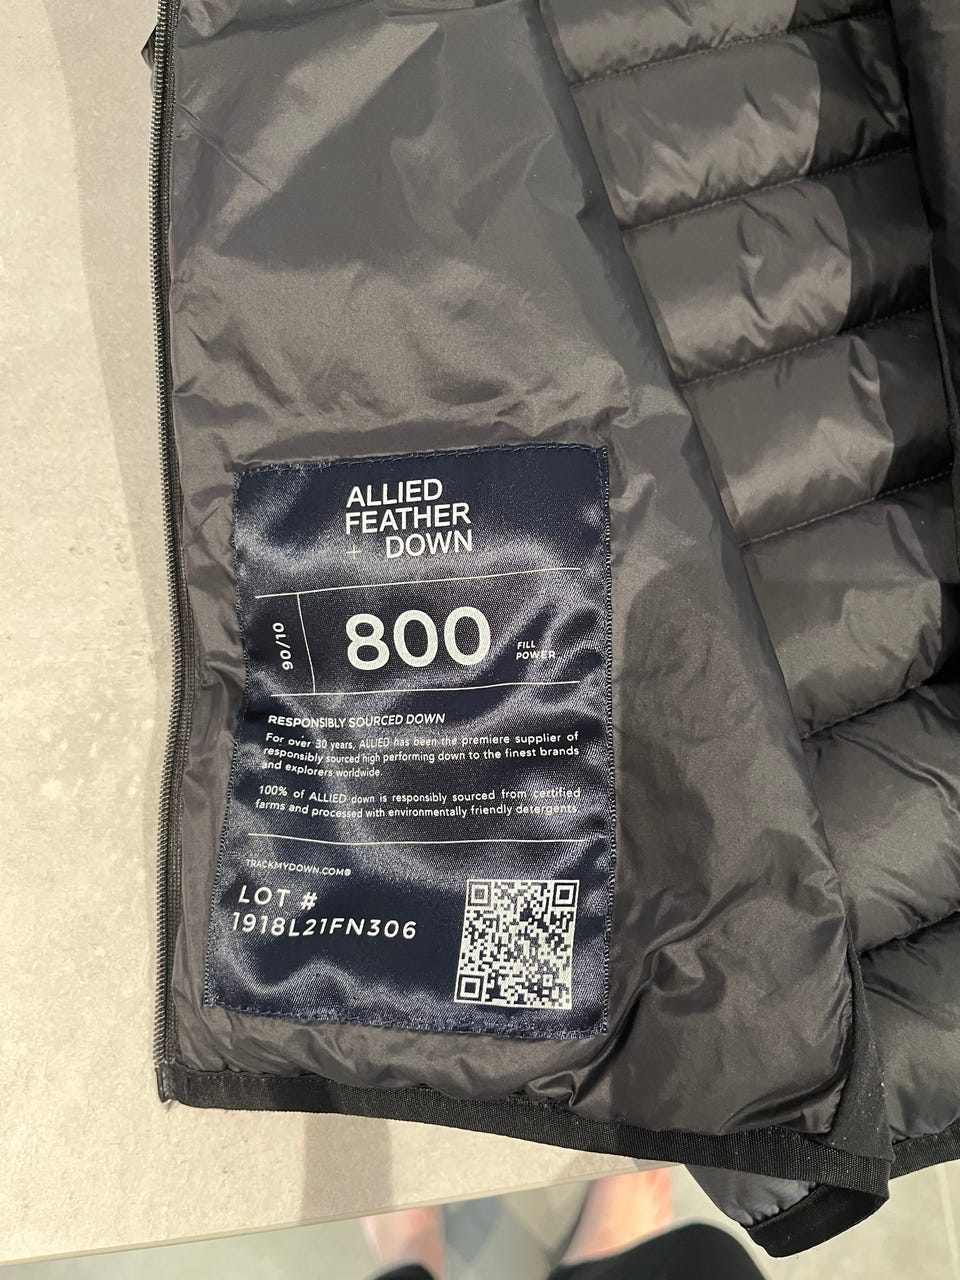 ALLIED
FEATHER
+ DOWN
90/10
800
FILL
POWER
RESPONSIBLY SOURCED DOWN
For over 30 years, ALLIED has been the premiere supplier of
responsibly sourced high performing down to the finest brands
and explorers worldwide.
100% of ALLIED down is responsibly sourced from certified
farms and processed with environmentally friendly detergents.
TRACKMYDOWN.COM®
LOT #
1918L21FN306